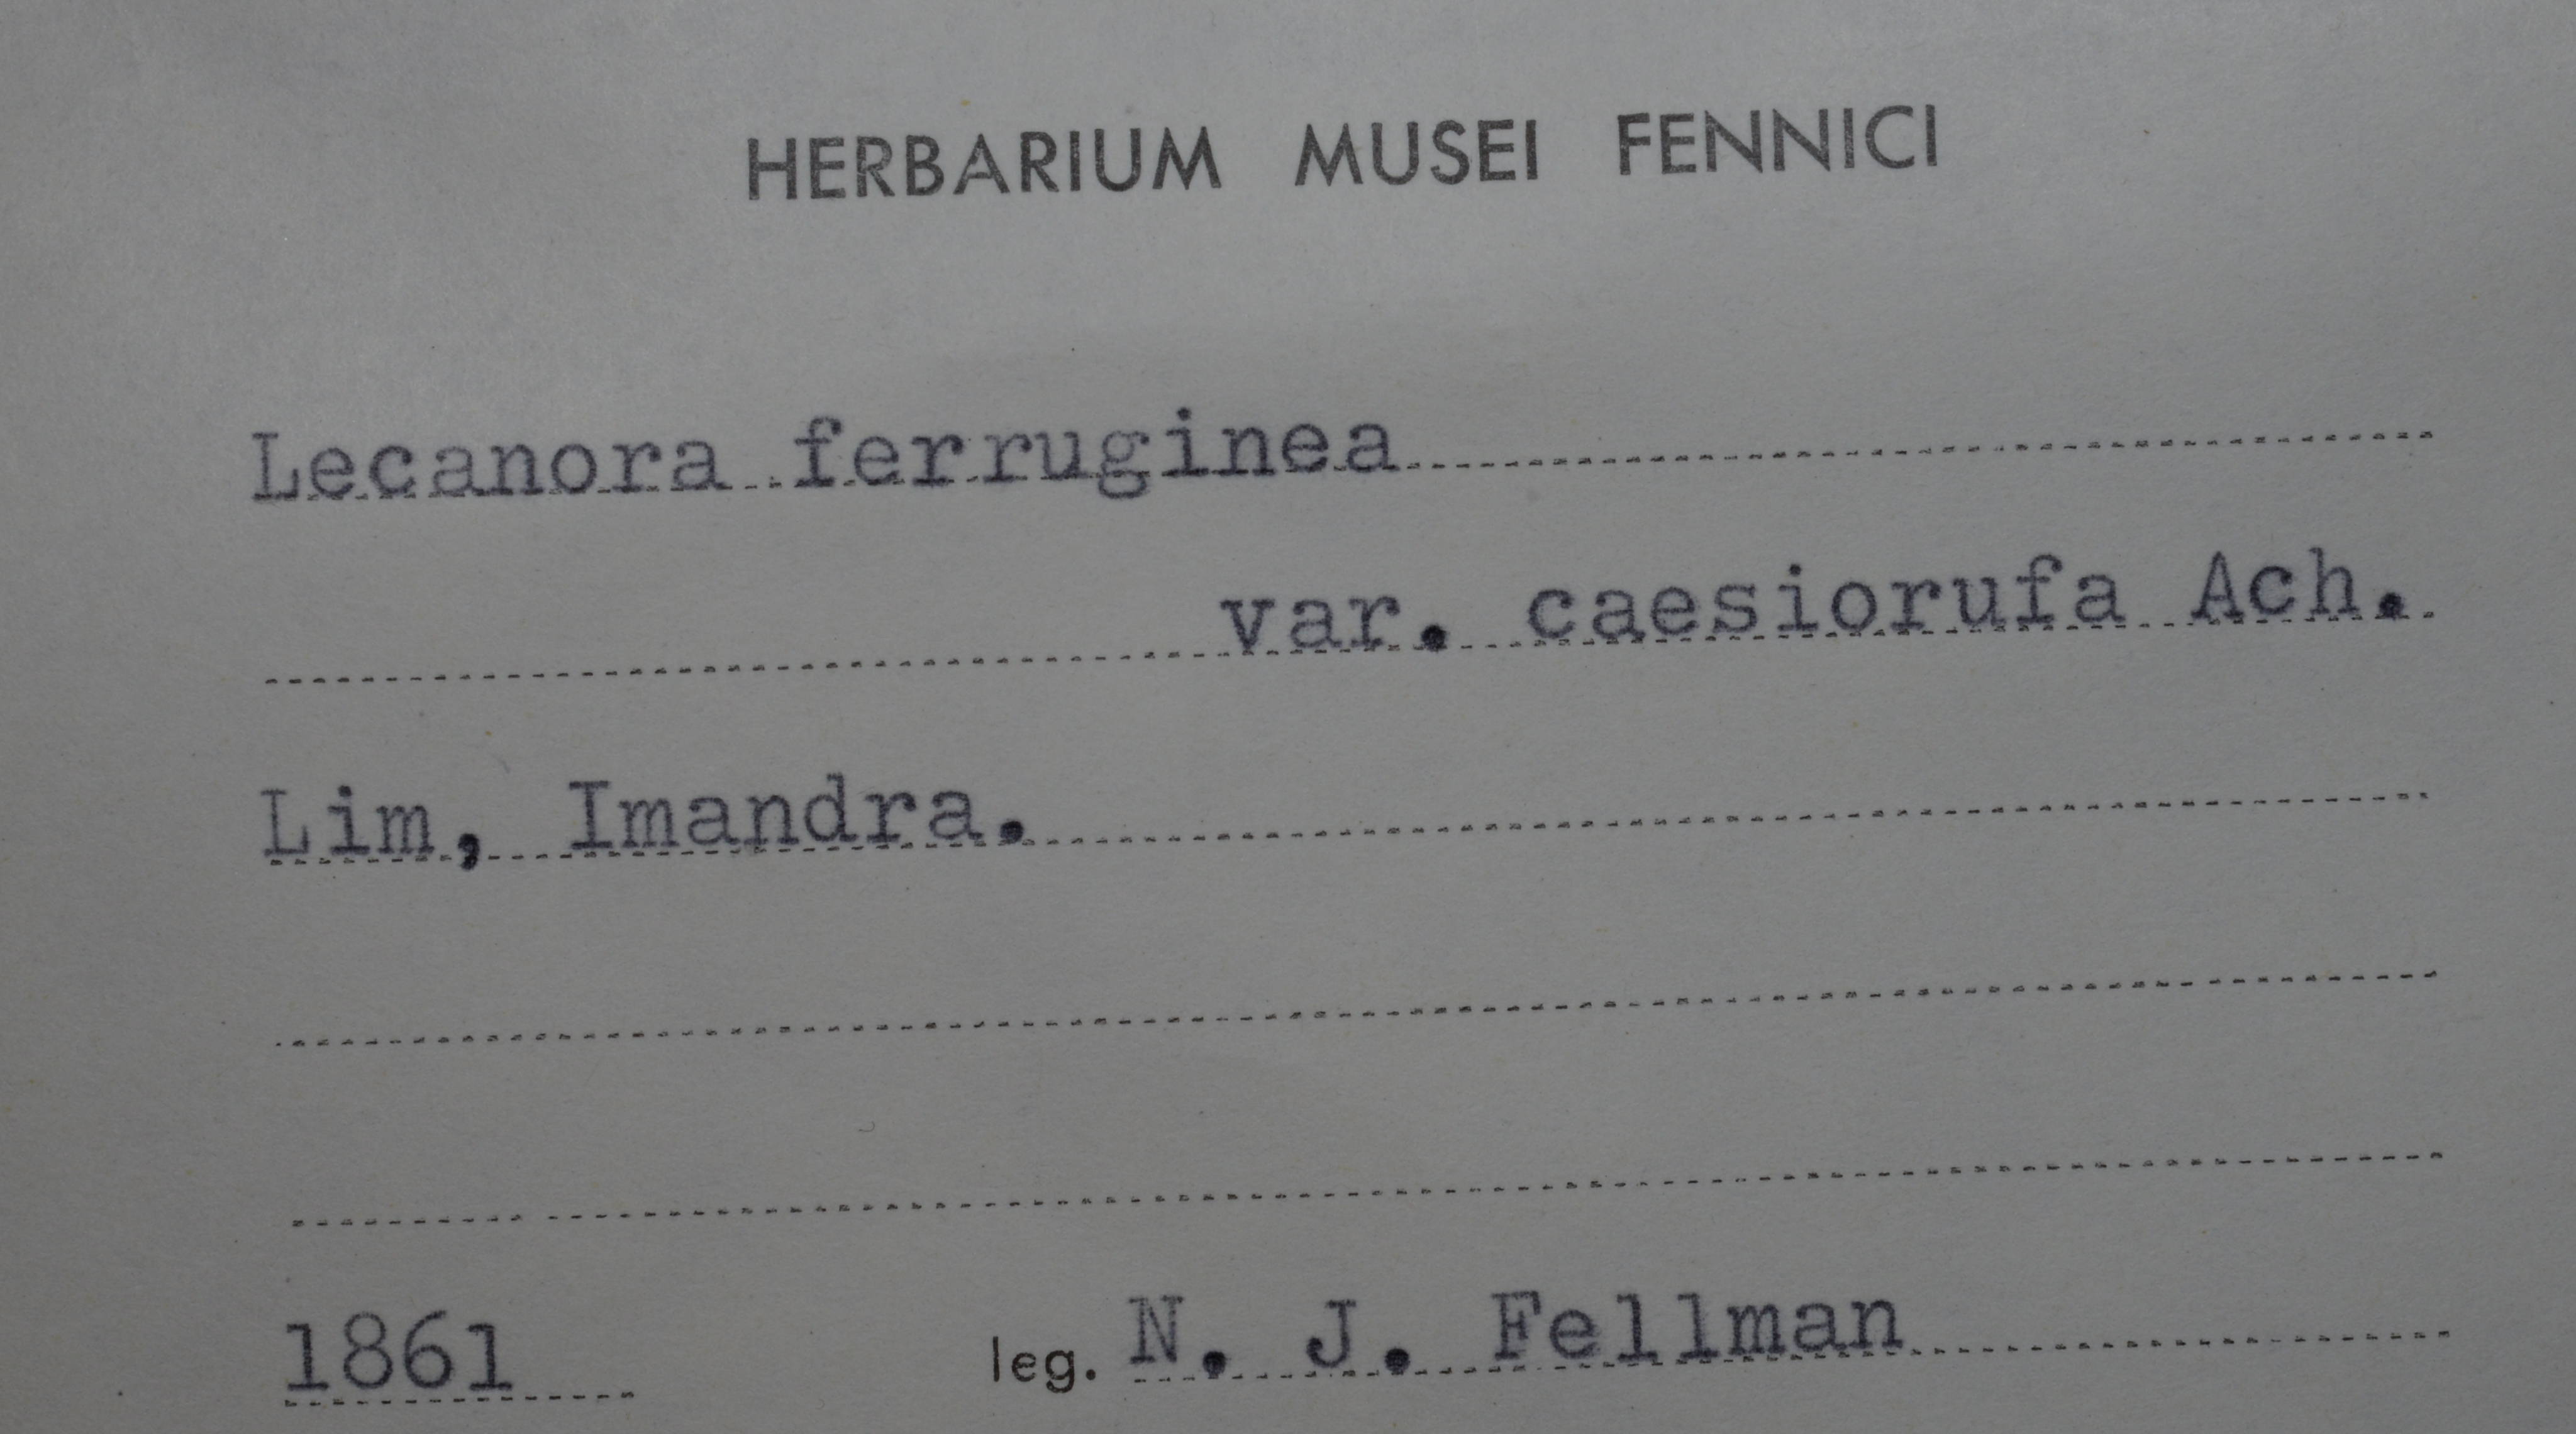 HERBARIUM MUSEI FENNICI
Lecanora ferruginea
var. caesiorufa Ach.
Lim, Imandra.
1861 leg. N. J. Fellman